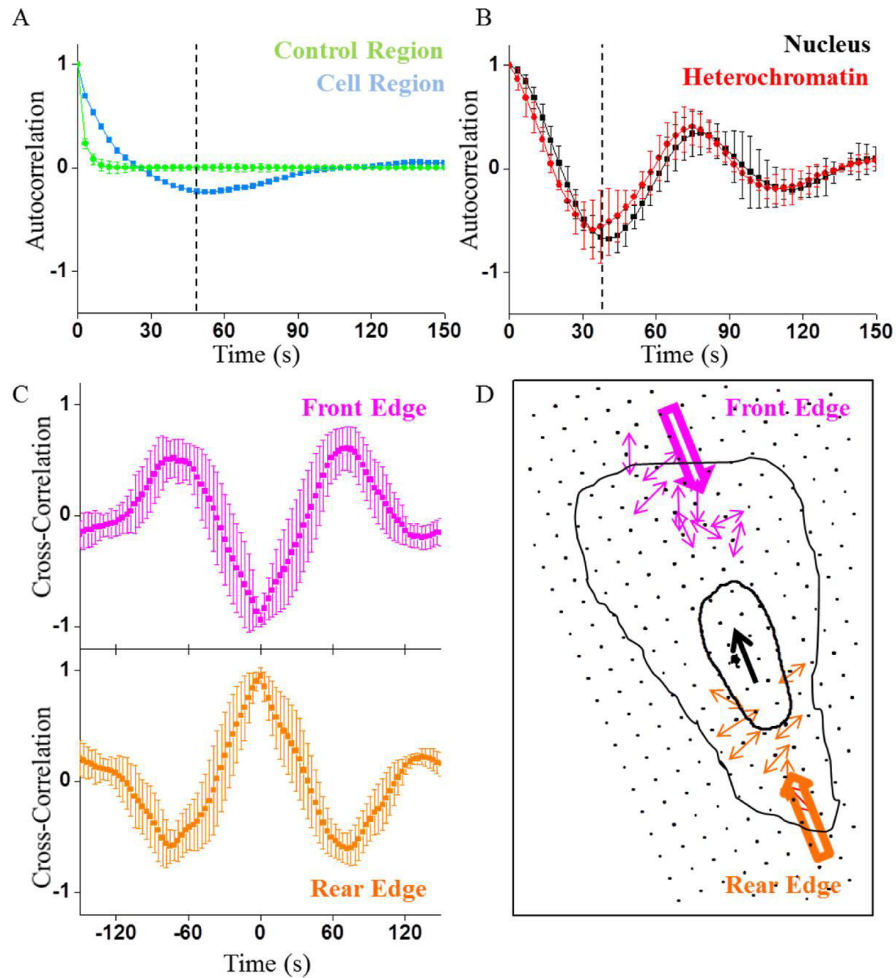 A
Control Region
Cell Region
Autocorrelation
1
0
-1
0 30 60 90 120 150
Time (s)
B
Nucleus
Heterochromatin
Autocorrelation
1
0
-1
0 30 60 90 120 150
Time (s)
C
Front Edge
Cross-Correlation
1
0
-1
Cross-Correlation
1
0
-1
Rear Edge
-120 -60 0 60 120
Time (s)
D
Front Edge
Rear Edge